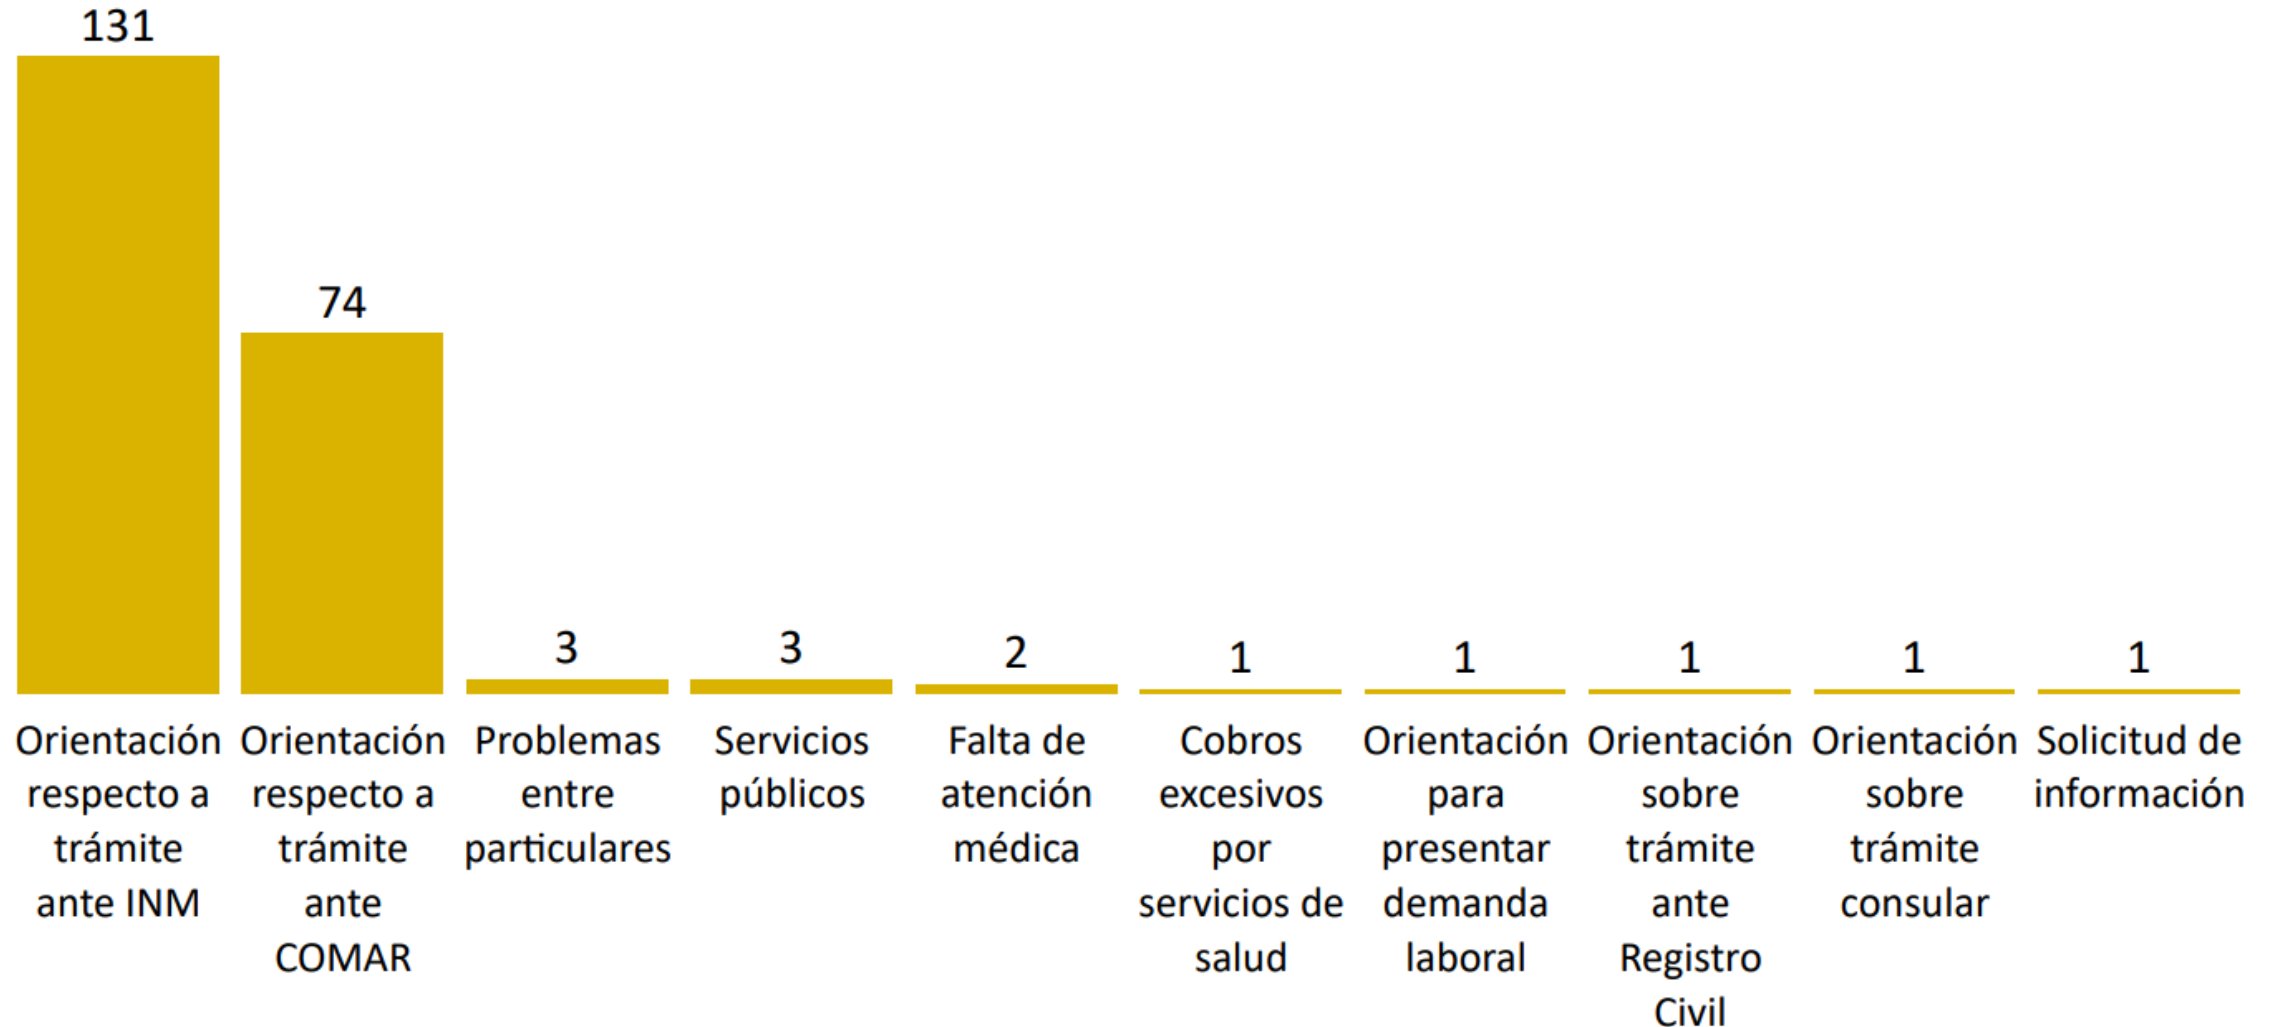 131
74
3
3
2
1
1
1
1
1
Orientación
respecto a
trámite
ante INM
Orientación
respecto a
trámite
ante
COMAR
Problemas
entre
particulares
Servicios
públicos
Falta de
atención
médica
Cobros
excesivos
por
servicios de
salud
Orientación
para
presentar
demanda
laboral
Orientación
sobre
trámite
ante
Registro
Civil
Orientación
sobre
trámite
consular
Solicitud de
información